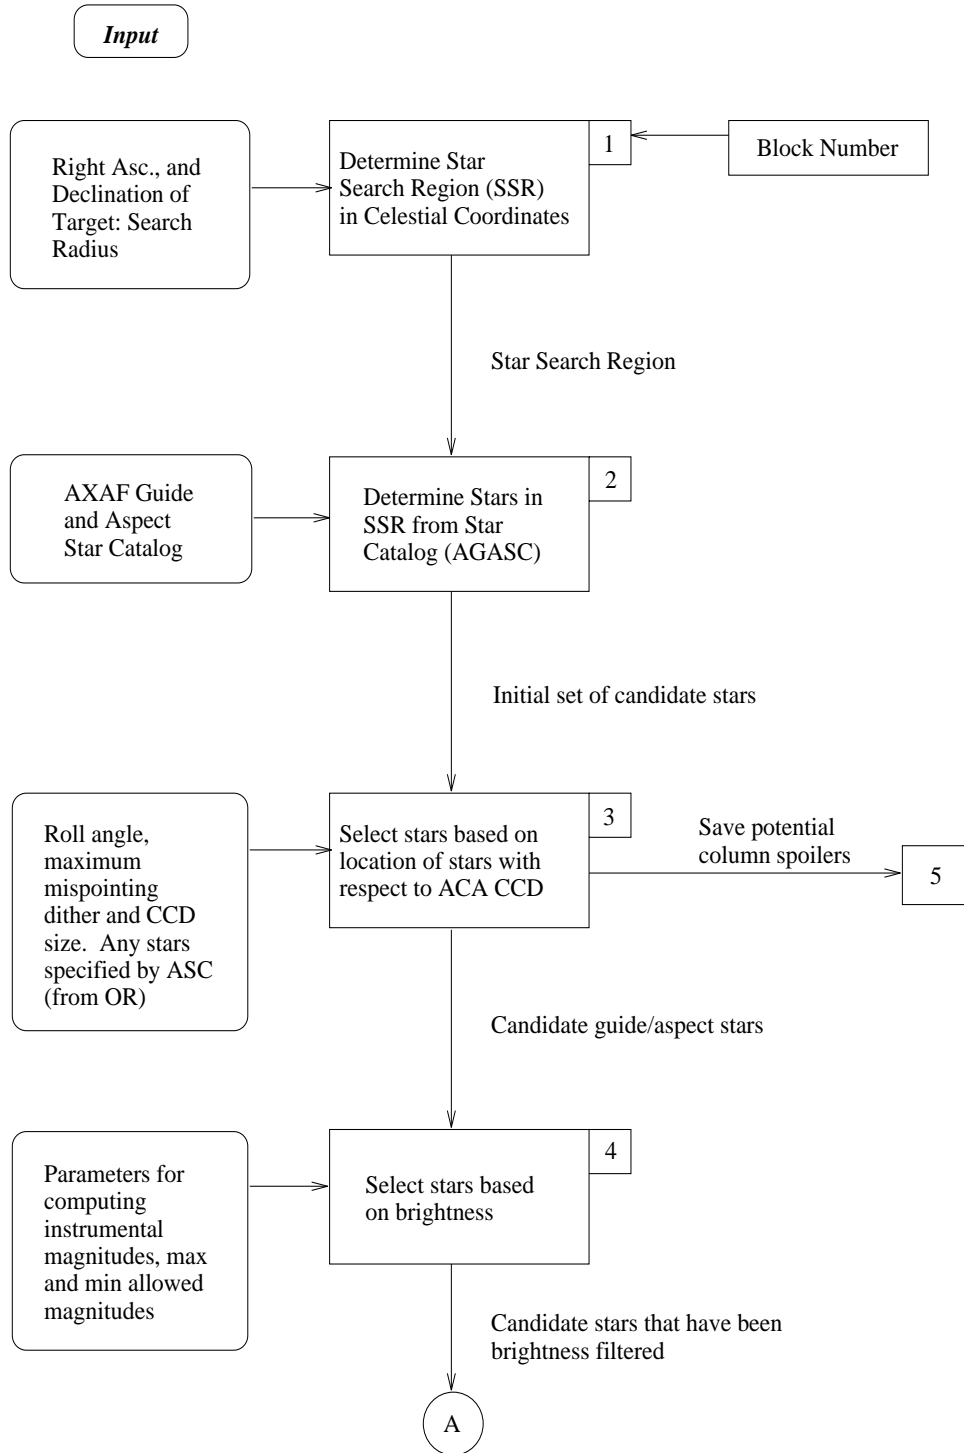 Input
Right Asc., and
Declination of
Target: Search
Radius
Determine Star
Search Region (SSR)
in Celestial Coordinates
1
Block Number
Star Search Region
AXAF Guide
and Aspect
Star Catalog
Determine Stars in
SSR from Star
Catalog (AGASC)
2
Initial set of candidate stars
Roll angle,
maximum
mispointing
dither and CCD
size.  Any stars
specified by ASC
(from OR)
Select stars based on
location of stars with
respect to ACA CCD
3
Save potential
column spoilers
5
Candidate guide/aspect stars
Parameters for
computing
instrumental
magnitudes, max
and min allowed
magnitudes
Select stars based
on brightness
4
Candidate stars that have been
brightness filtered
A